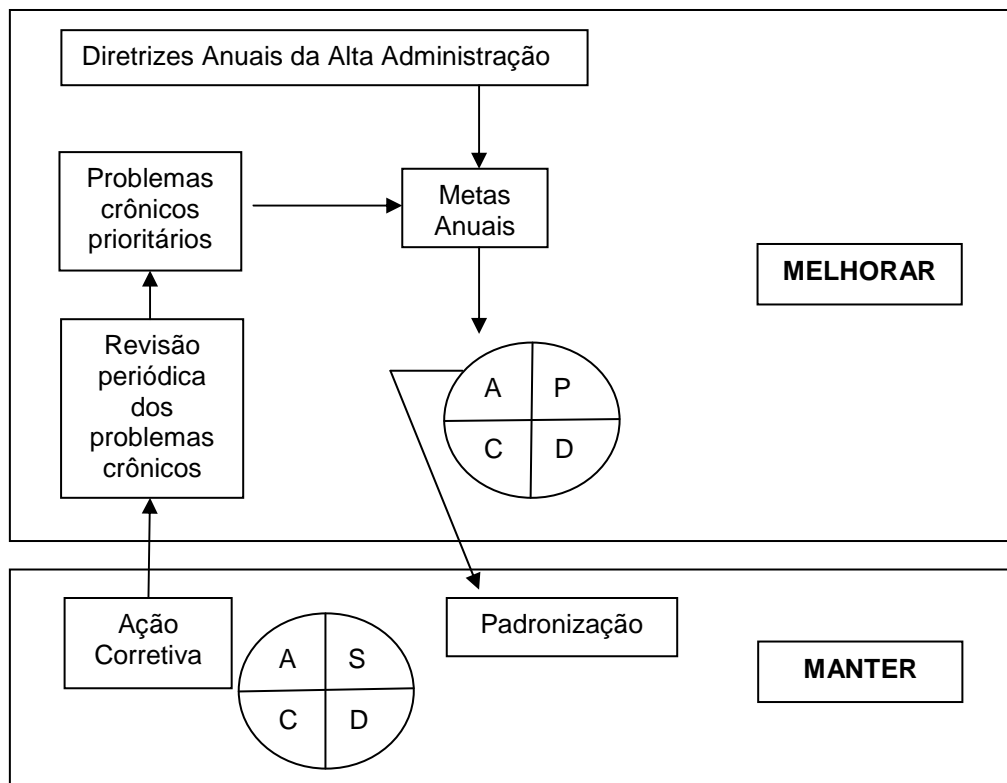 Diretrizes Anuais da Alta Administração
Problemas
crônicos
prioritários
Metas
Anuais
MELHORAR
Revisão
periódica
dos
problemas
crônicos
A P
C D
Ação
Corretiva
Padronização
A S
C D
MANTER